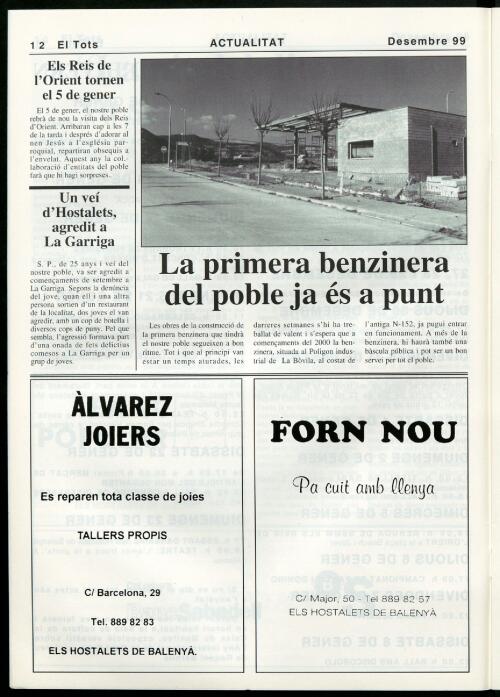 12 El Tots
ACTUALITAT
Desembre 99
Els Reis de
l'Orient tornen
el 5 de gener
El 5 de gener, el nostre poble
rebrà de nou la visita dels Reis
d'Orient. Arribaran cap a les 7
de la tarda i després d'adorar al
nen Jesús a l'església par-
roquial, repartiran obsequis a
l'envelat. Aquest any la col.
laboració d'entitats del poble
farà que hi hagi sorpreses.
Un veí
d'Hostalets,
agredit a
La Garriga
S. P., de 25 anys i veí del
nostre poble, va ser agredit a
començaments de setembre a
La Garriga. Segons la denúncia
del jove, quan ell i una altra
persona sortien d'un restaurant
de la localitat, dos joves el van
agredir, amb un cop de botella i
diversos cops de puny. Pel que
sembla, l'agressió formava part
d'una onada de fets delictius
comesos a La Garriga per un
grup de joves.
La primera benzinera
del poble ja és a punt
Les obres de la construcció de
la primera benzinera que tindrà
el nostre poble segueixen a bon
ritme. Tot i que al principi van
estar un temps aturades, les
darreres setmanes s'hi ha tre-
ballat de valent i s'espera que a
començaments del 2000 la ben-
zinera, situada al Polígon indus-
trial de La Bòvila, al costat de
l'antiga N-152, ja pugui entrar
en funcionament. A més de la
benzinera, hi haurà també una
bàscula pública i pot ser un bon
servei per tot el poble.
ÀLVAREZ
JOIERS
Es reparen tota classe de joies
TALLERS PROPIS
C/ Barcelona, 29
Tel. 889 82 83
ELS HOSTALETS DE BALENYÀ.
FORN NOU
Pa cuit amb llenya
C/ Major, 50 - Tel 889 82 57
ELS HOSTALETS DE BALENYÀ